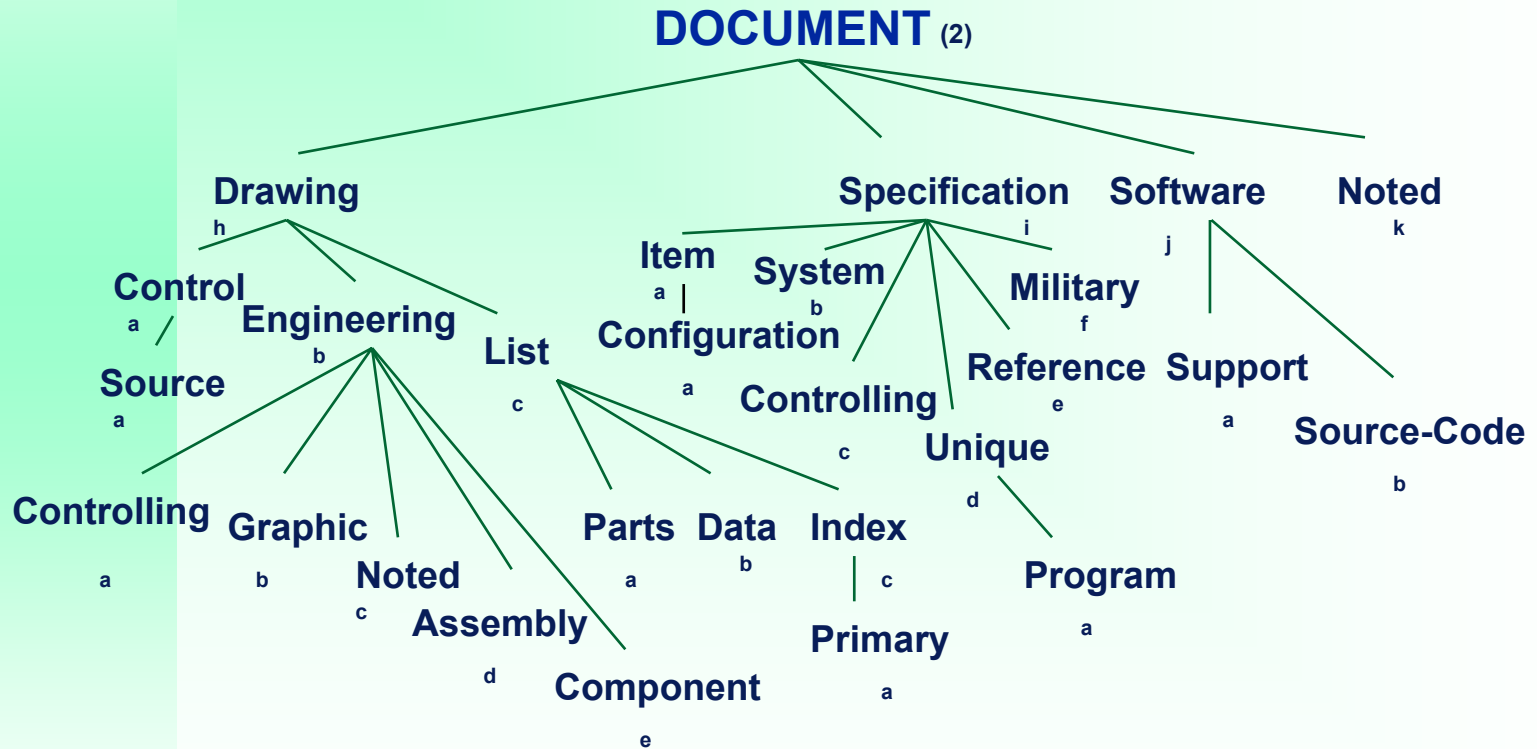 DOCUMENT (2)
Drawing
h
Specification
i
Software
j
Noted
k
Control
a
Source
a
Engineering
b
Controlling
a
Graphic
b
Noted
c
Assembly
d
Component
e
List
c
Parts
a
Data
b
Index
c
Primary
a
Item
a
Configuration
a
System
b
Controlling
c
Unique
d
Program
a
Reference
e
Military
f
Support
a
Source-Code
b